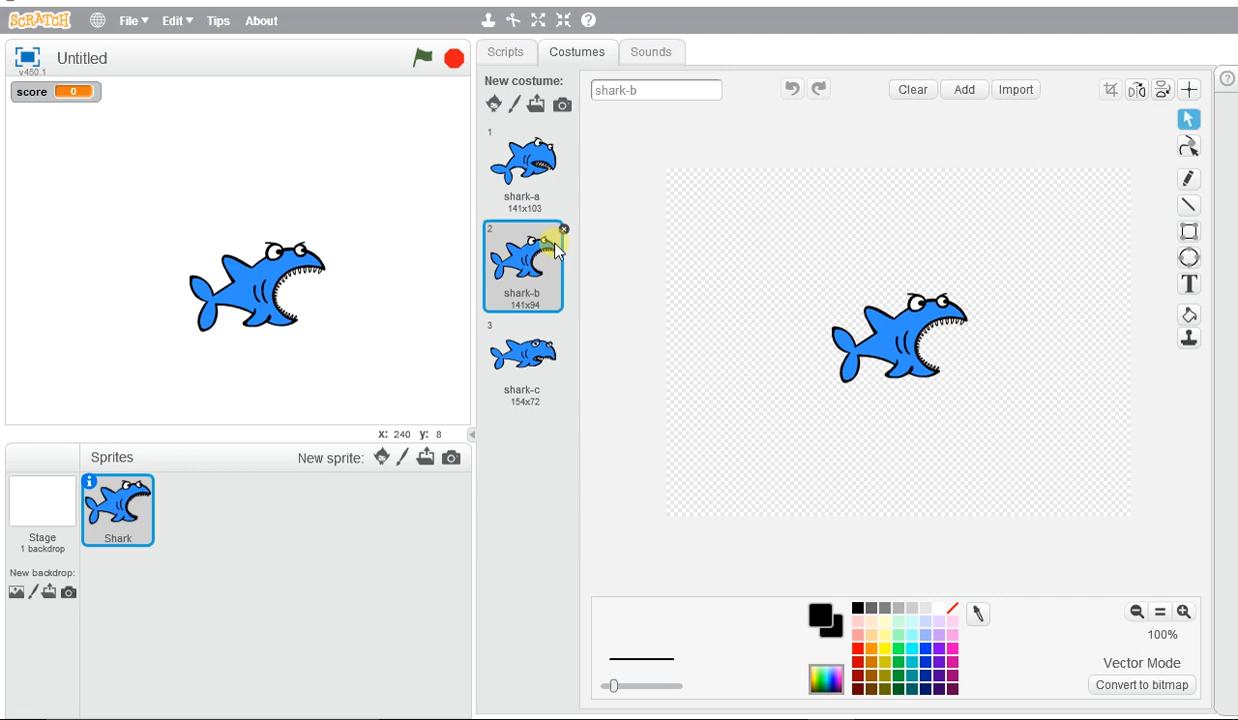 SCRATCH File Edit Tips About
v450.1 Untitled
score 0
Scripts Costumes Sounds
New costume:
1
shark-a
141x103
2
shark-b
141x94
3
shark-c
154x72
shark-b Clear Add Import
T
x: 240 y: 8
Sprites New sprite:
Stage
1 backdrop
New backdrop:
Shark
100%
Vector Mode
Convert to bitmap